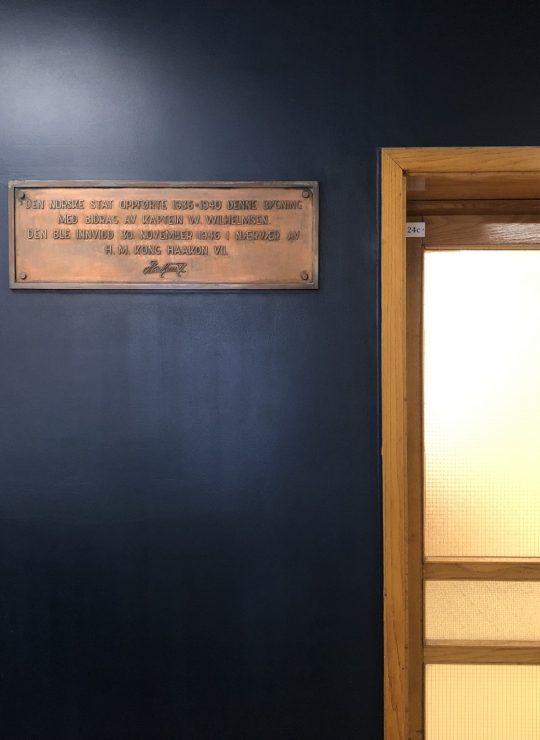 DEN NORSKE STAT OPPFØRTE 1936-1940 DENNE BYGNING
MED BIDRAG AV KAPTEIN W. WILHELMSEN.
DEN BLE INNVIDD 30. NOVEMBER 1946 I NÆRVÆR AV
H. M. KONG HAAKON VII.
24c